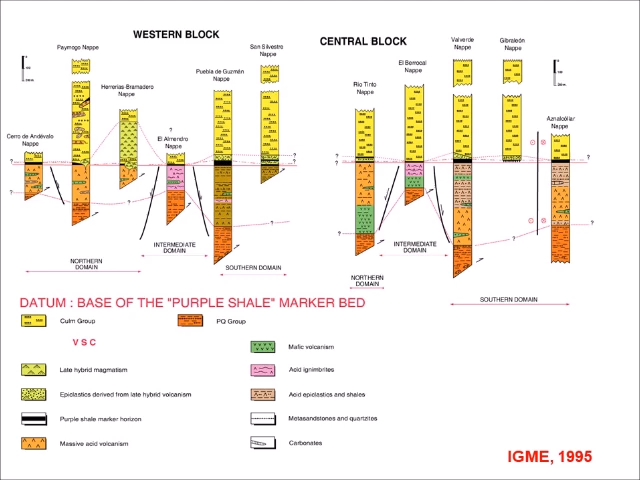 WESTERN BLOCK
CENTRAL BLOCK
Paymogo Nappe
San Silvestre
Nappe
Valverde
Nappe
Gibraleón
Nappe
El Berrocal
Nappe
Puebla de Guzmán
Nappe
Herrerias-Bramadero
Nappe
Río Tinto
Nappe
Aznalcóllar
Nappe
Cerro de Andévalo
Nappe
El Almendro
Nappe
NORTHERN
DOMAIN
INTERMEDIATE
DOMAIN
SOUTHERN DOMAIN
NORTHERN
DOMAIN
INTERMEDIATE
DOMAIN
SOUTHERN DOMAIN
DATUM : BASE OF THE "PURPLE SHALE" MARKER BED
Culm Group
PQ Group
V S C
Mafic volcanism
Late hybrid magmatism
Acid ignimbrites
Epiclastics derived from late hybrid volcanism
Acid epiclastics and shales
Purple shale marker horizon
Metasandstones and quartzites
Massive acid volcanism
Carbonates
IGME, 1995